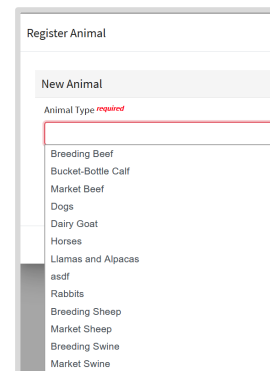 Register Animal
New Animal
Animal Type required
Breeding Beef
Bucket-Bottle Calf
Market Beef
Dogs
Dairy Goat
Horses
Llamas and Alpacas
asdf
Rabbits
Breeding Sheep
Market Sheep
Breeding Swine
Market Swine